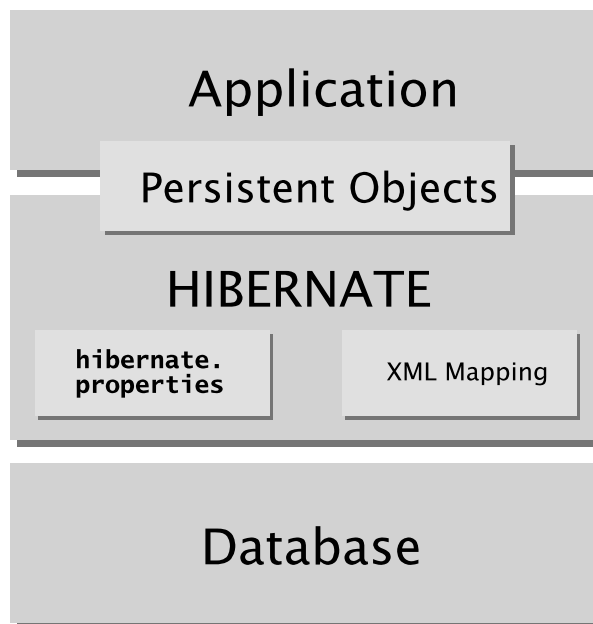 Application
Persistent Objects
HIBERNATE
hibernate.
properties
XML Mapping
Database